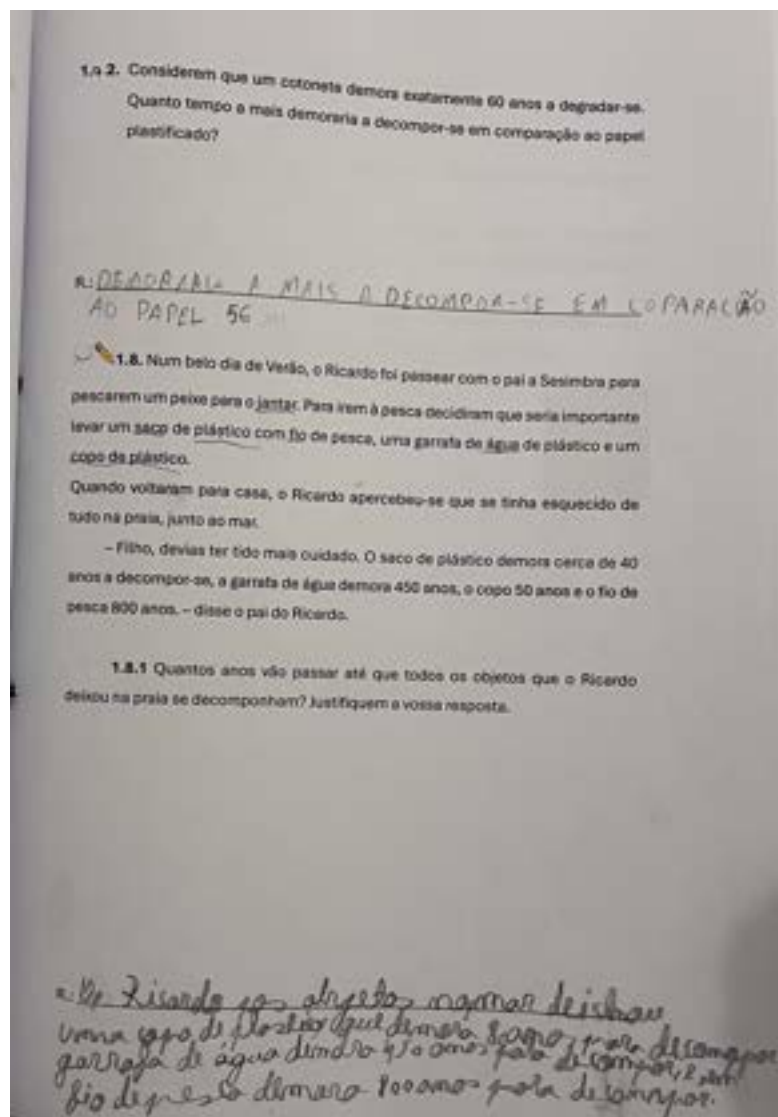 2. Considerem que um cotonete demora exatamente 60 anos a degradar-se.
Quanto tempo a mais demoraria a decompor-se em comparação ao papel
plastificado?
R.: DEMORARIA A MAIS A DECOMPOR-SE EM COPARAÇÃO
AO PAPEL 56
1.8. Num belo dia de Verão, o Ricardo foi passear com o pai a Sesimbra para
pescarem um peixe para o jantar. Para irem à pesca decidiram que seria importante
levar um saco de plástico com fio de pesca, uma garrafa de água de plástico e um
copo de plástico.
Quando voltaram para casa, o Ricardo apercebeu-se que se tinha esquecido de
tudo na praia, junto ao mar.
– Filho, devias ter tido mais cuidado. O saco de plástico demora cerca de 40
anos a decompor-se, a garrafa de água demora 450 anos, o copo 50 anos e o fio de
pesca 800 anos. – disse o pai do Ricardo.
1.8.1 Quantos anos vão passar até que todos os objetos que o Ricardo
deixou na praia se decomponham? Justifiquem a vossa resposta.
Ricardo objetos deichou
copo de que demora para
garrafa de água anos para decompor,
fio de demora 800 anos para